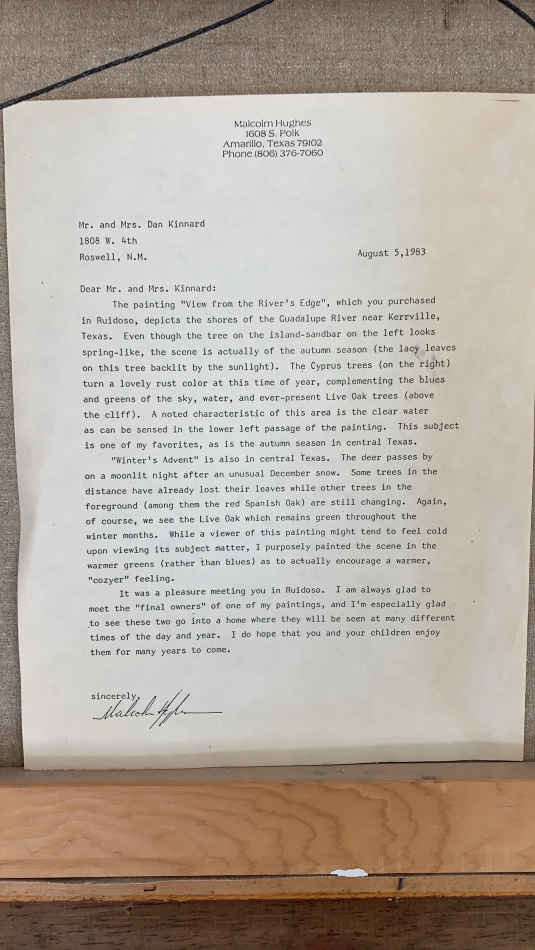 Malcolm Hughes
1608 S. Polk
Amarillo, Texas 79102
Phone (806) 376-7060
Mr. and Mrs. Dan Kinnard
1808 W. 4th
Roswell, N.M.
August 5,1983
Dear Mr. and Mrs. Kinnard:
The painting "View from the River's Edge", which you purchased
in Ruidoso, depicts the shores of the Guadalupe River near Kerrville,
Texas. Even though the tree on the island-sandbar on the left looks
spring-like, the scene is actually of the autumn season (the lacy leaves
on this tree backlit by the sunlight). The Cyprus trees (on the right)
turn a lovely rust color at this time of year, complementing the blues
and greens of the sky, water, and ever-present Live Oak trees (above
the cliff). A noted characteristic of this area is the clear water
as can be sensed in the lower left passage of the painting. This subject
is one of my favorites, as is the autumn season in central Texas.
"Winter's Advent" is also in central Texas. The deer passes by
on a moonlit night after an unusual December snow. Some trees in the
distance have already lost their leaves while other trees in the
foreground (among them the red Spanish Oak) are still changing. Again,
of course, we see the Live Oak which remains green throughout the
winter months. While a viewer of this painting might tend to feel cold
upon viewing its subject matter, I purposely painted the scene in the
warmer greens (rather than blues) as to actually encourage a warmer,
"cozyer" feeling.
It was a pleasure meeting you in Ruidoso. I am always glad to
meet the "final owners" of one of my paintings, and I'm especially glad
to see these two go into a home where they will be seen at many different
times of the day and year. I do hope that you and your children enjoy
them for many years to come.
sincerely,
Malcolm Hughes